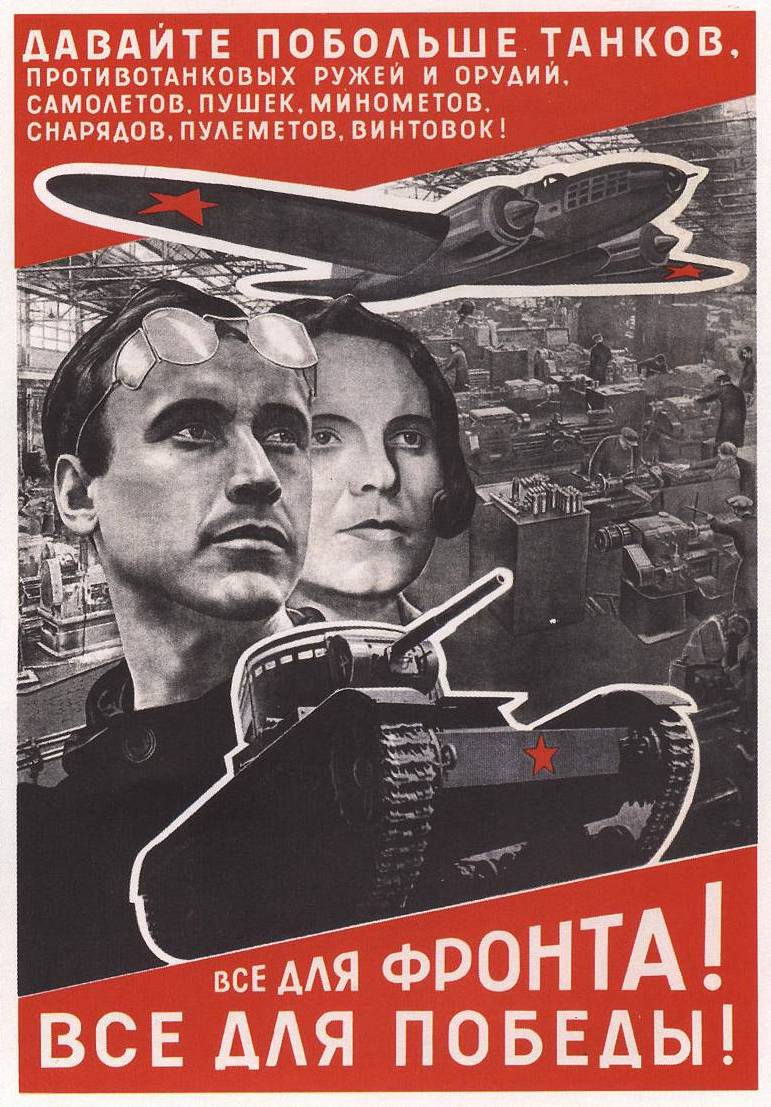 ДАВАЙТЕ ПОБОЛЬШЕ ТАНКОВ,
ПРОТИВОТАНКОВЫХ РУЖЕЙ И ОРУДИЙ,
САМОЛЕТОВ, ПУШЕК, МИНОМЕТОВ,
СНАРЯДОВ, ПУЛЕМЕТОВ, ВИНТОВОК!
ВСЕ ДЛЯ ФРОНТА!
ВСЕ ДЛЯ ПОБЕДЫ!